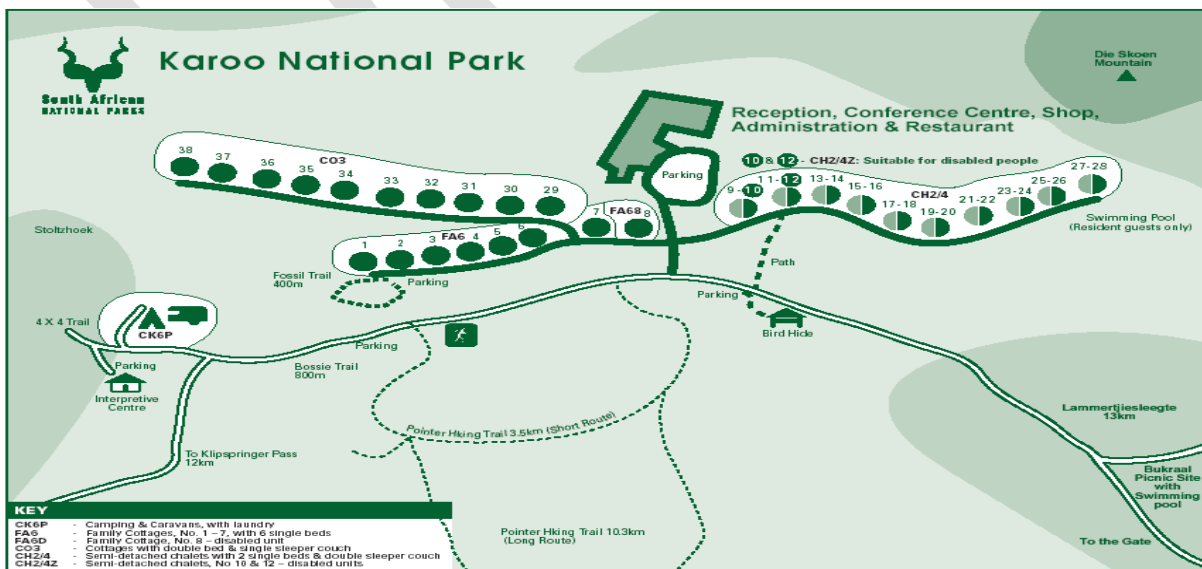 Karoo National Park
South African
NATIONAL PARKS
Die Skoen
Mountain
Reception, Conference Centre, Shop,
Administration & Restaurant
10 & 12 - CH2/4Z: Suitable for disabled people
Parking
38
37
36
35
34
33
32
31
30
29
CO3
9-10
11-12
13-14
15-16
17-18
19-20
21-22
23-24
25-26
27-28
CH2/4
Swimming Pool
(Resident guests only)
7
FA68
8
FA6
1
2
3
4
5
6
Stoltzhoek
Fossil Trail
400m
Parking
Path
Parking
Bird Hide
4 X 4 Trail
CK6P
Parking
Interpretive
Centre
Parking
Bossie Trail
800m
Pointer Hking Trail 3.5km (Short Route)
To Klipspringer Pass
12km
Lammertjiesleegte
13km
Bukraal
Picnic Site
with
Swimming
pool
Pointer Hking Trail 10.3km
(Long Route)
To the Gate
KEY
CK6P - Camping & Caravans, with laundry
FA6 - Family Cottages, No. 1 – 7, with 6 single beds
FA6D - Family Cottage, No. 8 – disabled unit
CO3 - Cottages with double bed & single sleeper couch
CH2/4 - Semi-detached chalets with 2 single beds & double sleeper couch
CH2/4Z - Semi-detached chalets, No 10 & 12 – disabled units